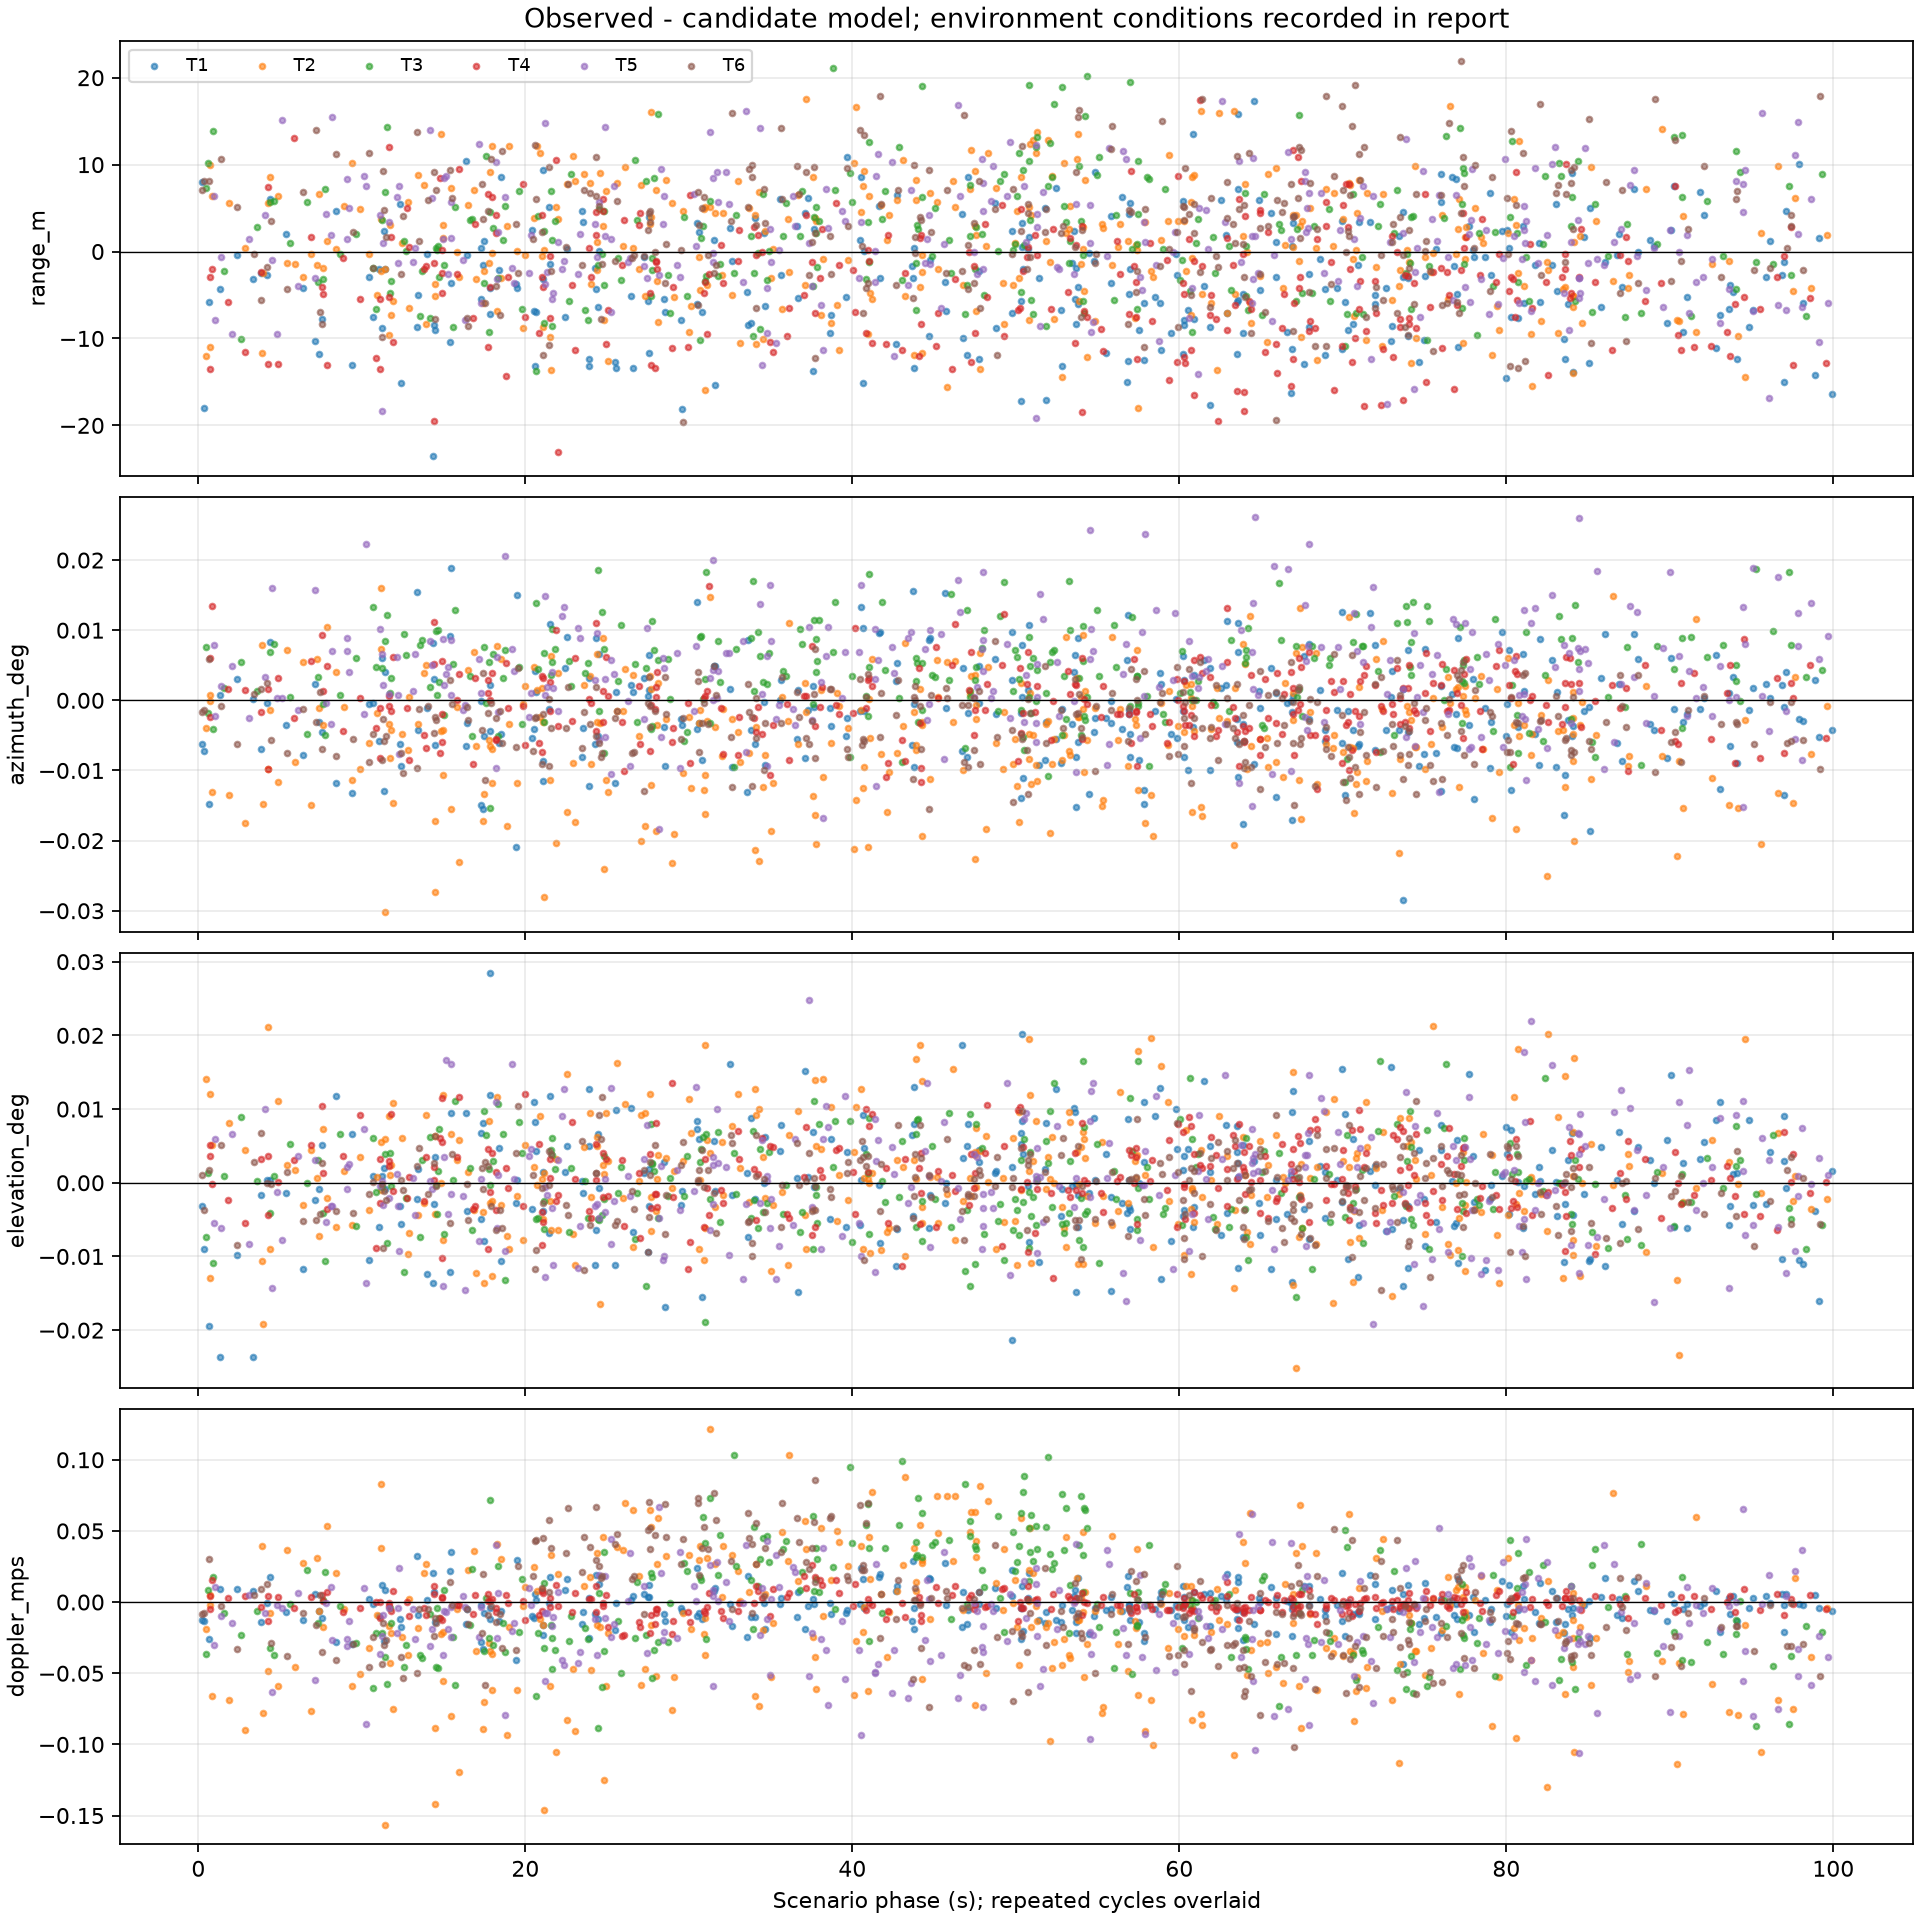 Observed - candidate model; environment conditions recorded in report
T1 T2 T3 T4 T5 T6
20
10
0
−10
−20
range_m
0.02
0.01
0.00
−0.01
−0.02
−0.03
azimuth_deg
0.03
0.02
0.01
0.00
−0.01
−0.02
elevation_deg
0.10
0.05
0.00
−0.05
−0.10
−0.15
doppler_mps
0 20 40 60 80 100
Scenario phase (s); repeated cycles overlaid